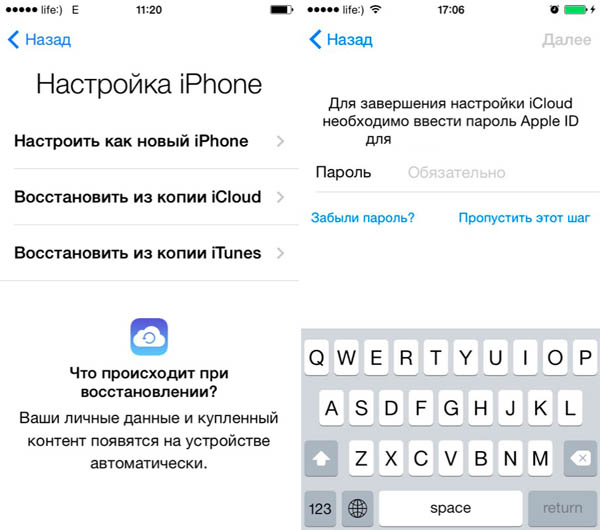 life:) E 11:20
Назад
Настройка iPhone
Настроить как новый iPhone
Восстановить из копии iCloud
Восстановить из копии iTunes
Что происходит при
восстановлении?
Ваши личные данные и купленный
контент появятся на устройстве
автоматически.
life:) 17:06
Назад Далее
Для завершения настройки iCloud
необходимо ввести пароль Apple ID
для
Пароль Обязательно
Забыли пароль? Пропустить этот шаг
Q W E R T Y U I O P
A S D F G H J K L
Z X C V B N M
123 space return